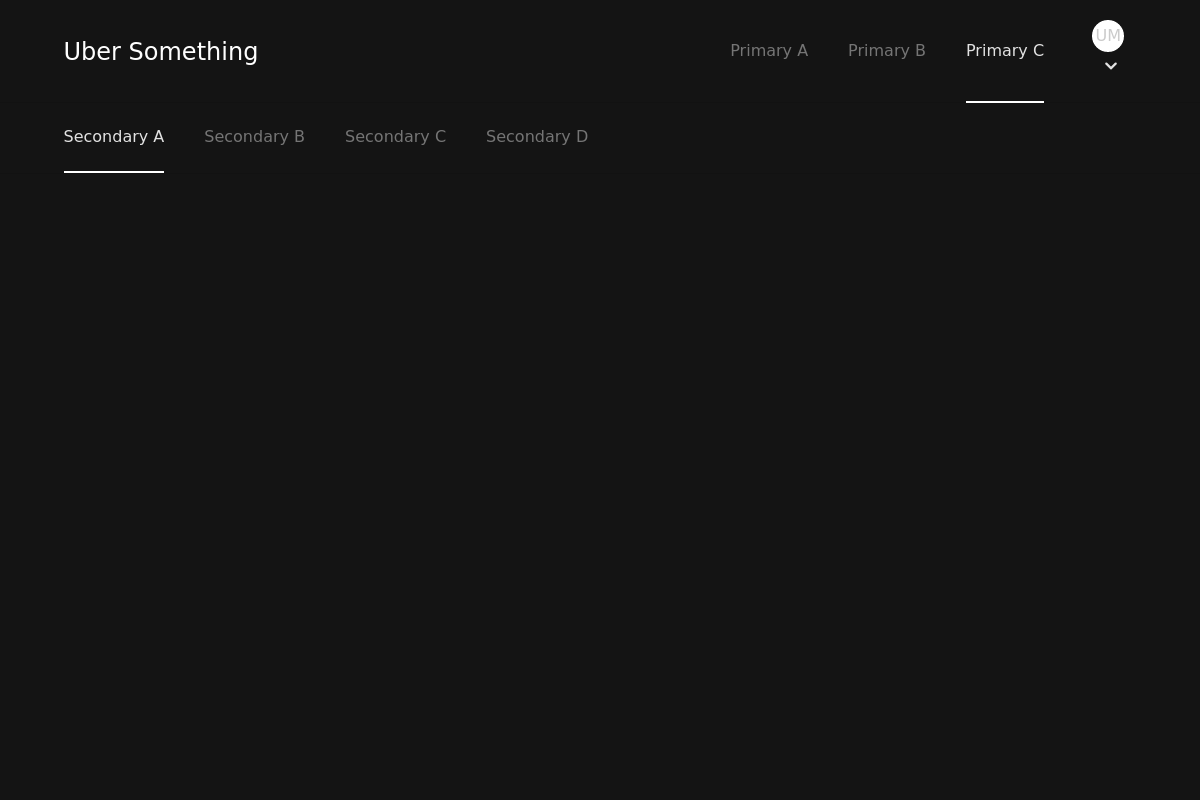 Uber Something
Primary A
Primary B
Primary C
UM
Secondary A
Secondary B
Secondary C
Secondary D